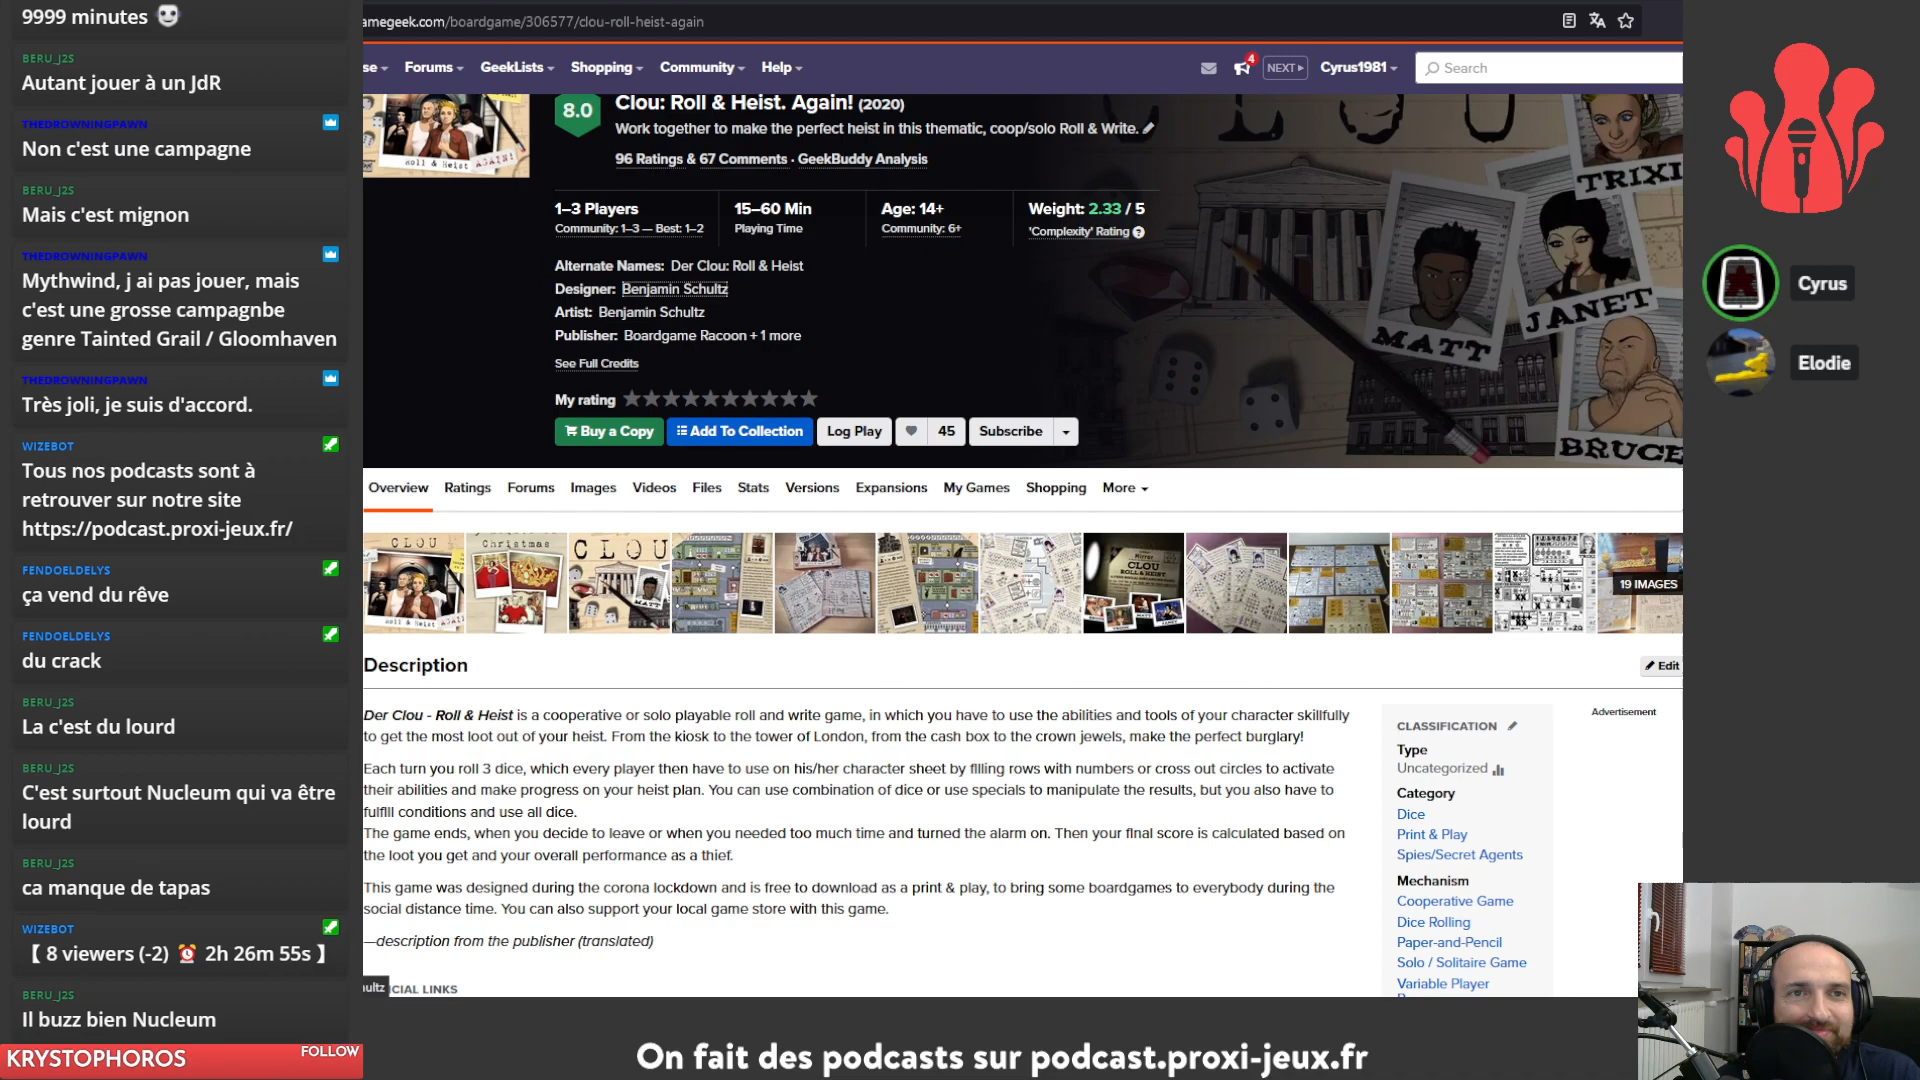 9999 minutes
BERU_J2S
Autant jouer à un JdR
THEDROWNINGPAWN
Non c'est une campagne
BERU_J2S
Mais c'est mignon
THEDROWNINGPAWN
Mythwind, j ai pas jouer, mais
c'est une grosse campagnbe
genre Tainted Grail / Gloomhaven
THEDROWNINGPAWN
Très joli, je suis d'accord.
WIZEBOT
Tous nos podcasts sont à
retrouver sur notre site
https://podcast.proxi-jeux.fr/
FENDOELDELYS
ça vend du rêve
FENDOELDELYS
du crack
BERU_J2S
La c'est du lourd
BERU_J2S
C'est surtout Nucleum qui va être
lourd
BERU_J2S
ca manque de tapas
WIZEBOT
【 8 viewers (-2) ⏰ 2h 26m 55s 】
BERU_J2S
Il buzz bien Nucleum
KRYSTOPHOROS
FOLLOW
amegeek.com/boardgame/306577/clou-roll-heist-again
se Forums GeekLists Shopping Community Help
4
NEXT Cyrus1981 Search
8.0
Clou: Roll & Heist. Again! (2020)
Work together to make the perfect heist in this thematic, coop/solo Roll & Write.
96 Ratings & 67 Comments · GeekBuddy Analysis
1–3 Players
Community: 1–3 — Best: 1–2
15–60 Min
Playing Time
Age: 14+
Community: 6+
Weight: 2.33 / 5
'Complexity' Rating
Alternate Names: Der Clou: Roll & Heist
Designer: Benjamin Schultz
Artist: Benjamin Schultz
Publisher: Boardgame Racoon + 1 more
See Full Credits
My rating
Buy a Copy Add To Collection Log Play 45 Subscribe
Roll & Heist AGAIN!
TRIXI
JANET
MATT
BRUCE
Overview Ratings Forums Images Videos Files Stats Versions Expansions My Games Shopping More
CLOU
Roll & Heist
Christmas
CLOU
MATT
Mirror
CLOU
ROLL & HEIST
19 IMAGES
Description
Edit
Der Clou - Roll & Heist is a cooperative or solo playable roll and write game, in which you have to use the abilities and tools of your character skillfully
to get the most loot out of your heist. From the kiosk to the tower of London, from the cash box to the crown jewels, make the perfect burglary!
Each turn you roll 3 dice, which every player then have to use on his/her character sheet by filling rows with numbers or cross out circles to activate
their abilities and make progress on your heist plan. You can use combination of dice or use specials to manipulate the results, but you also have to
fulfill conditions and use all dice.
The game ends, when you decide to leave or when you needed too much time and turned the alarm on. Then your final score is calculated based on
the loot you get and your overall performance as a thief.
This game was designed during the corona lockdown and is free to download as a print & play, to bring some boardgames to everybody during the
social distance time. You can also support your local game store with this game.
—description from the publisher (translated)
ultz
CIAL LINKS
CLASSIFICATION
Type
Uncategorized
Category
Dice
Print & Play
Spies/Secret Agents
Mechanism
Cooperative Game
Dice Rolling
Paper-and-Pencil
Solo / Solitaire Game
Variable Player
Advertisement
Cyrus
Elodie
On fait des podcasts sur podcast.proxi-jeux.fr